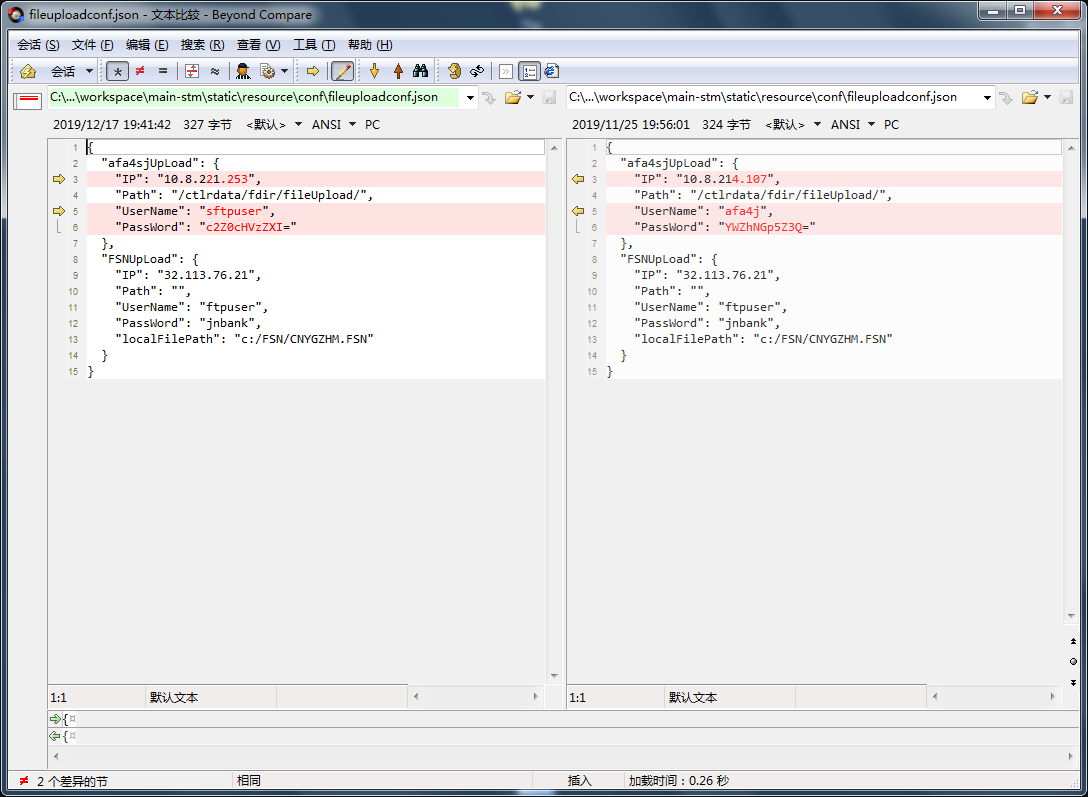 fileuploadconf.json - 文本比较 - Beyond Compare
会话 (S) 文件 (F) 编辑 (E) 搜索 (R) 查看 (V) 工具 (T) 帮助 (H)
会话
C:\...\workspace\main-stm\static\resource\conf\fileuploadconf.json
2019/12/17 19:41:42 327 字节 <默认> ANSI PC
1 {
2 "afa4sjUpLoad": {
3 "IP": "10.8.221.253",
4 "Path": "/ctlrdata/fdir/fileUpload/",
5 "UserName": "sftpuser",
6 "PassWord": "c2Z0cHVzZXI="
7 },
8 "FSNUpLoad": {
9 "IP": "32.113.76.21",
10 "Path": "",
11 "UserName": "ftpuser",
12 "PassWord": "jnbank",
13 "localFilePath": "c:/FSN/CNYGZHM.FSN"
14 }
15 }
1:1 默认文本
C:\...\workspace\main-stm\static\resource\conf\fileuploadconf.json
2019/11/25 19:56:01 324 字节 <默认> ANSI PC
1 {
2 "afa4sjUpLoad": {
3 "IP": "10.8.214.107",
4 "Path": "/ctlrdata/fdir/fileUpload/",
5 "UserName": "afa4j",
6 "PassWord": "YWZhNGp5Z3Q="
7 },
8 "FSNUpLoad": {
9 "IP": "32.113.76.21",
10 "Path": "",
11 "UserName": "ftpuser",
12 "PassWord": "jnbank",
13 "localFilePath": "c:/FSN/CNYGZHM.FSN"
14 }
15 }
1:1 默认文本
{¤
{¤
2 个差异的节 相同 插入 加载时间：0.26 秒